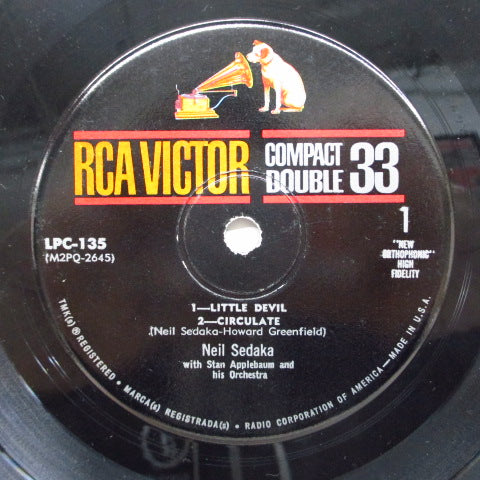 RCA VICTOR
COMPACT
DOUBLE 33
LPC-135
(M2PQ-2645)
1
"NEW
ORTHOPHONIC"
HIGH
FIDELITY
1—LITTLE DEVIL
2—CIRCULATE
(Neil Sedaka-Howard Greenfield)
Neil Sedaka
with Stan Applebaum and
his Orchestra
TMK(s) ® REGISTERED • MARCA(s) REGISTRADA(s) • RADIO CORPORATION OF AMERICA—MADE IN U.S.A.